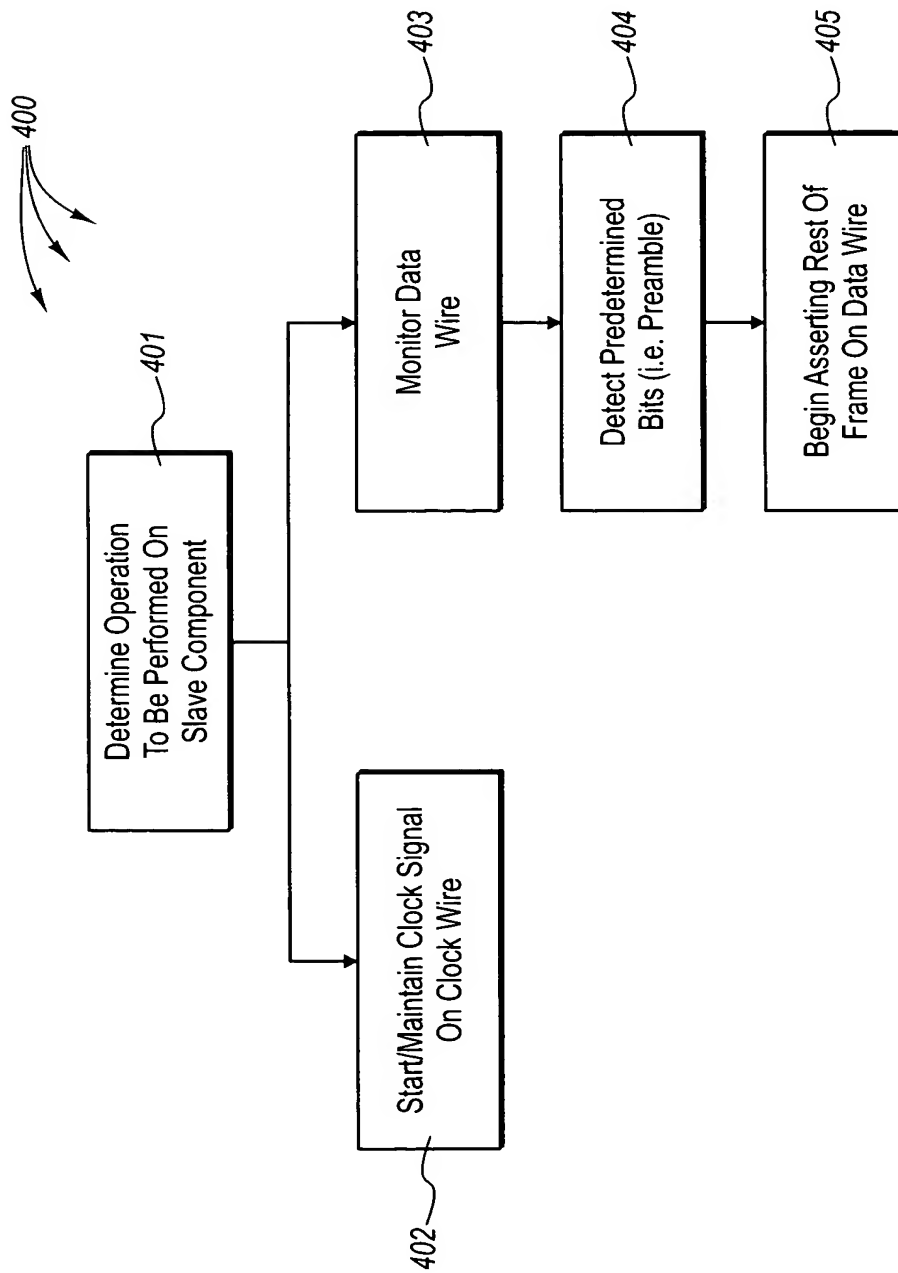 400
401
Determine Operation
To Be Performed On
Slave Component
402
Start/Maintain Clock Signal
On Clock Wire
403
Monitor Data
Wire
404
Detect Predetermined
Bits (i.e. Preamble)
405
Begin Asserting Rest Of
Frame On Data Wire